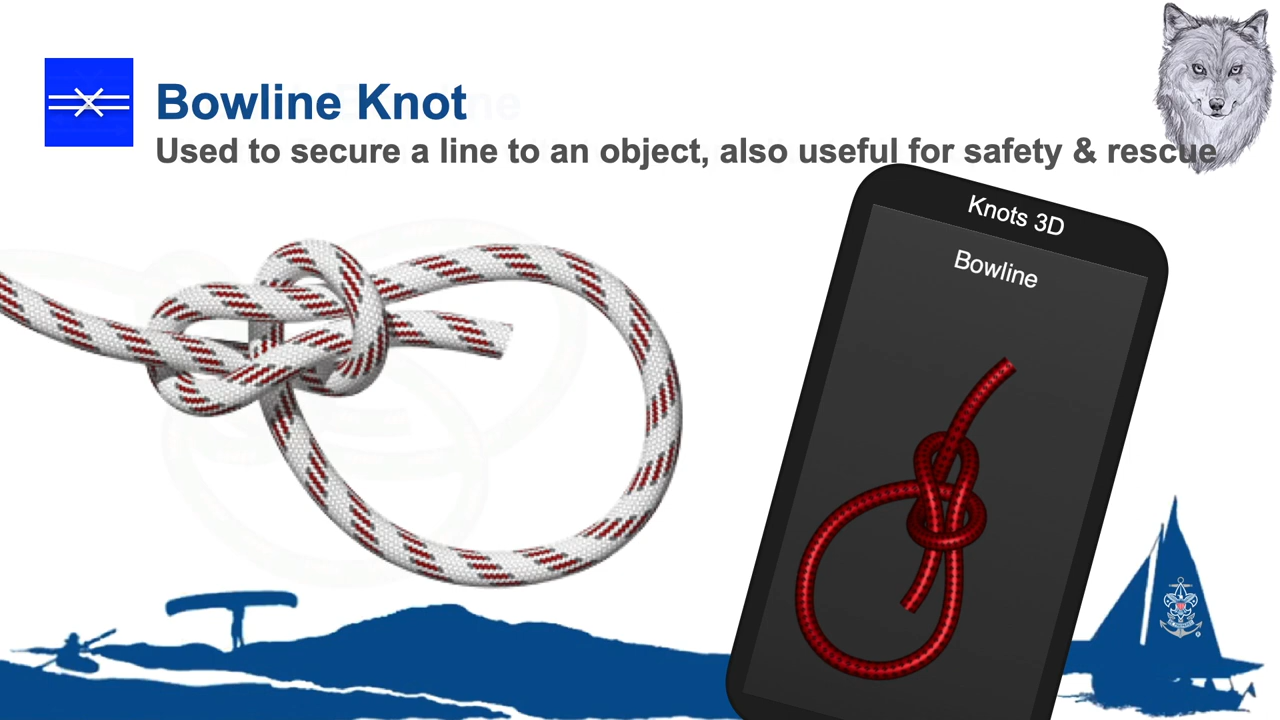 Bowline Knot
Used to secure a line to an object, also useful for safety & rescue
Knots 3D
Bowline